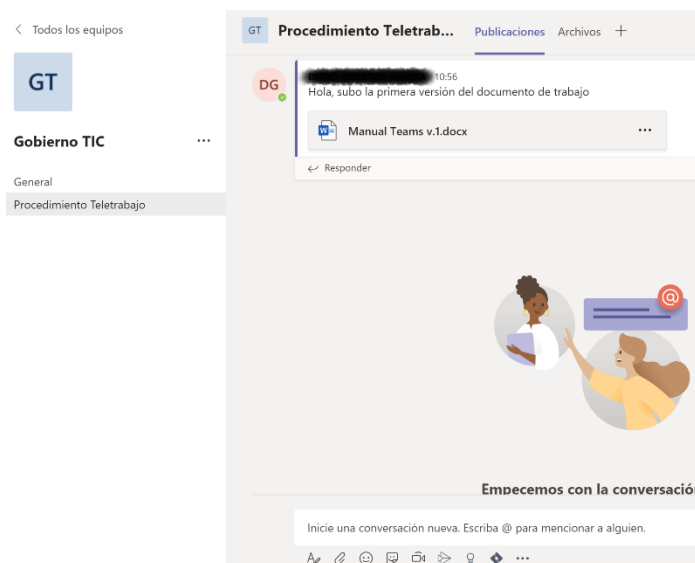 Todos los equipos
GT
Gobierno TIC
General
Procedimiento Teletrabajo
GT Procedimiento Teletrab... Publicaciones Archivos
DG
10:56
Hola, subo la primera versión del documento de trabajo
Manual Teams v.1.docx
Responder
@
Empecemos con la conversación
Inicie una conversación nueva. Escriba @ para mencionar a alguien.